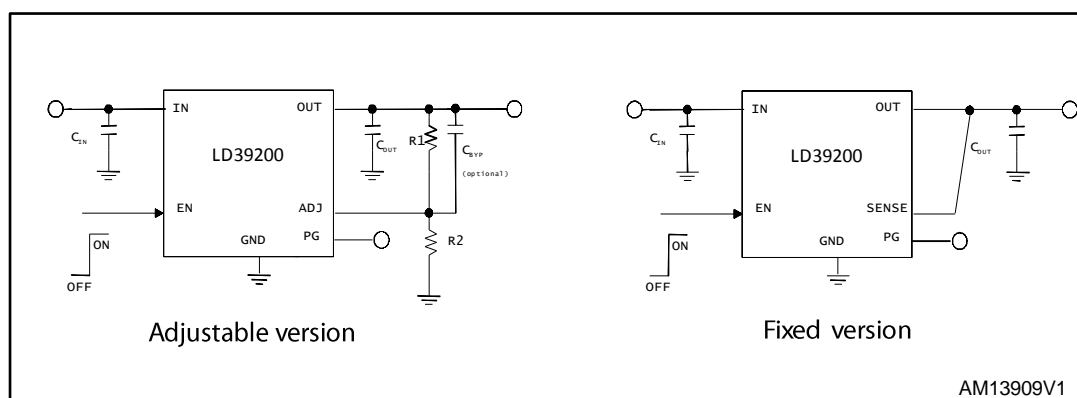 IN
OUT
C_IN
LD39200
C_OUT
R1
C_BYP
(optional)
EN
ADJ
GND
PG
R2
ON
OFF
Adjustable version
IN
OUT
C_IN
LD39200
C_OUT
EN
SENSE
GND
PG
ON
OFF
Fixed version
AM13909V1